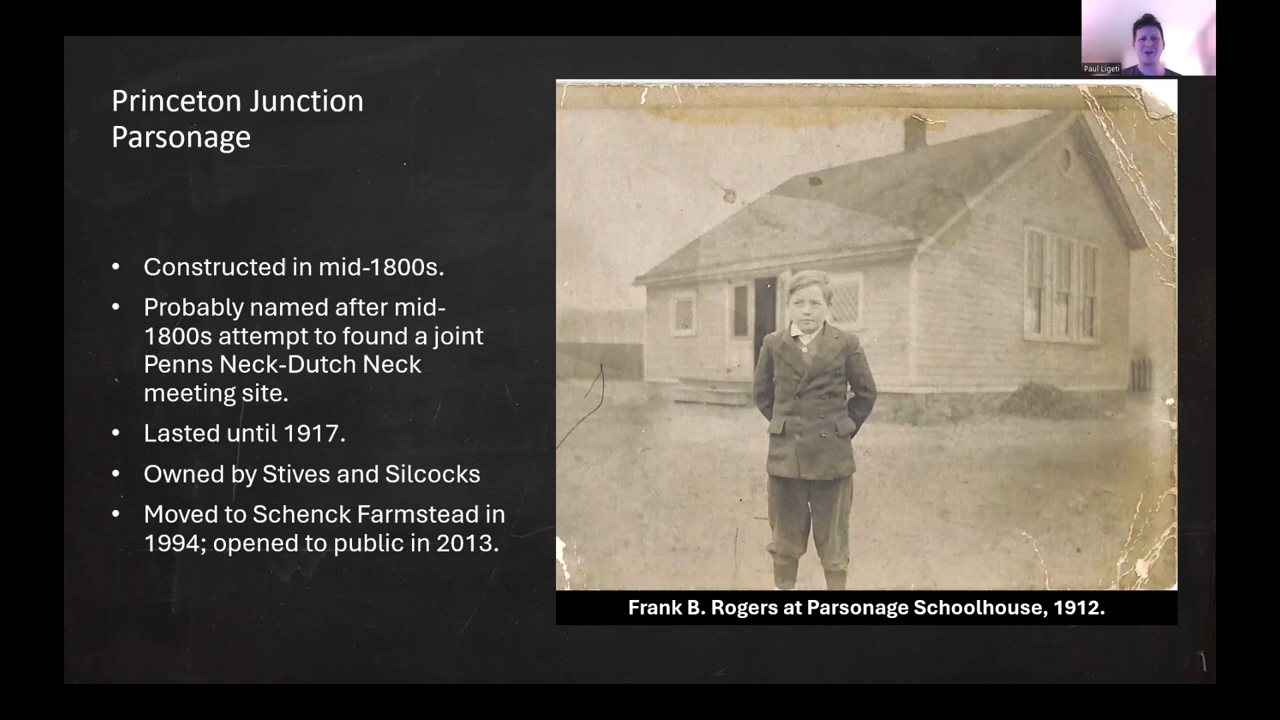 Paul Ligeti
Princeton Junction
Parsonage
• Constructed in mid-1800s.
• Probably named after mid-
1800s attempt to found a joint
Penns Neck-Dutch Neck
meeting site.
• Lasted until 1917.
• Owned by Stives and Silcocks
• Moved to Schenck Farmstead in
1994; opened to public in 2013.
Frank B. Rogers at Parsonage Schoolhouse, 1912.